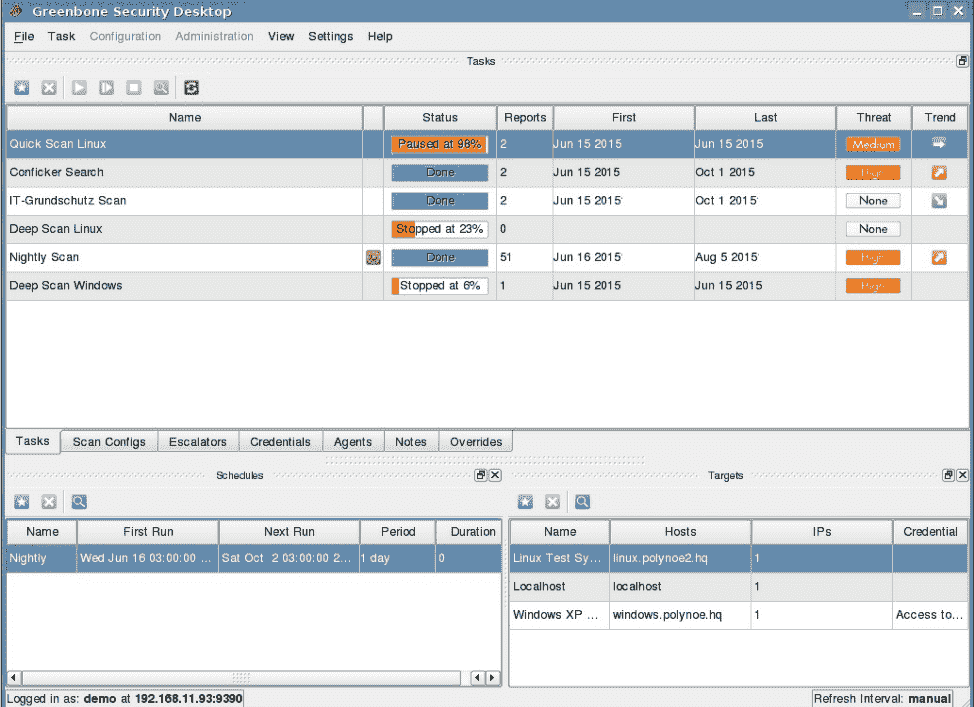 Greenbone Security Desktop
File Task Configuration Administration View Settings Help
Tasks
Name Status Reports First Last Threat Trend
Quick Scan Linux Paused at 98% 2 Jun 15 2015 Jun 15 2015 Medium
Conficker Search Done 2 Jun 15 2015 Oct 1 2015 High
IT-Grundschutz Scan Done 2 Jun 15 2015 Oct 1 2015 None
Deep Scan Linux Stopped at 23% 0 None
Nightly Scan Done 51 Jun 16 2015 Aug 5 2015 High
Deep Scan Windows Stopped at 6% 1 Jun 15 2015 Jun 15 2015 High
Tasks Scan Configs Escalators Credentials Agents Notes Overrides
Schedules
Name First Run Next Run Period Duration
Nightly Wed Jun 16 03:00:00 ... Sat Oct 2 03:00:00 2... 1 day 0
Targets
Name Hosts IPs Credential
Linux Test Sy... linux.polynoe2.hq 1
Localhost localhost 1
Windows XP ... windows.polynoe.hq 1 Access to...
Logged in as: demo at 192.168.11.93:9390
Refresh Interval: manual